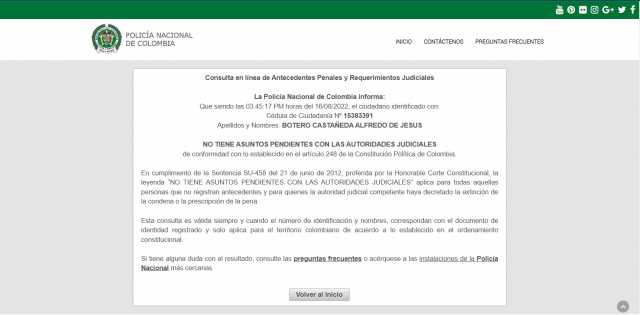 POLICÍA NACIONAL
DE COLOMBIA
INICIO CONTÁCTENOS PREGUNTAS FRECUENTES
Consulta en línea de Antecedentes Penales y Requerimientos Judiciales
La Policía Nacional de Colombia informa:
Que siendo las 03:45:17 PM horas del 16/06/2022, el ciudadano identificado con:
Cédula de Ciudadanía Nº 15383391
Apellidos y Nombres: BOTERO CASTAÑEDA ALFREDO DE JESUS
NO TIENE ASUNTOS PENDIENTES CON LAS AUTORIDADES JUDICIALES
de conformidad con lo establecido en el artículo 248 de la Constitución Política de Colombia.
En cumplimiento de la Sentencia SU-458 del 21 de junio de 2012, proferida por la Honorable Corte Constitucional, la
leyenda "NO TIENE ASUNTOS PENDIENTES CON LAS AUTORIDADES JUDICIALES" aplica para todas aquellas
personas que no registran antecedentes y para quienes la autoridad judicial competente haya decretado la extinción de
la condena o la prescripción de la pena.
Esta consulta es válida siempre y cuando el número de identificación y nombres, correspondan con el documento de
identidad registrado y solo aplica para el territorio colombiano de acuerdo a lo establecido en el ordenamiento
constitucional.
Si tiene alguna duda con el resultado, consulte las preguntas frecuentes o acérquese a las instalaciones de la Policía
Nacional más cercanas.
Volver al Inicio